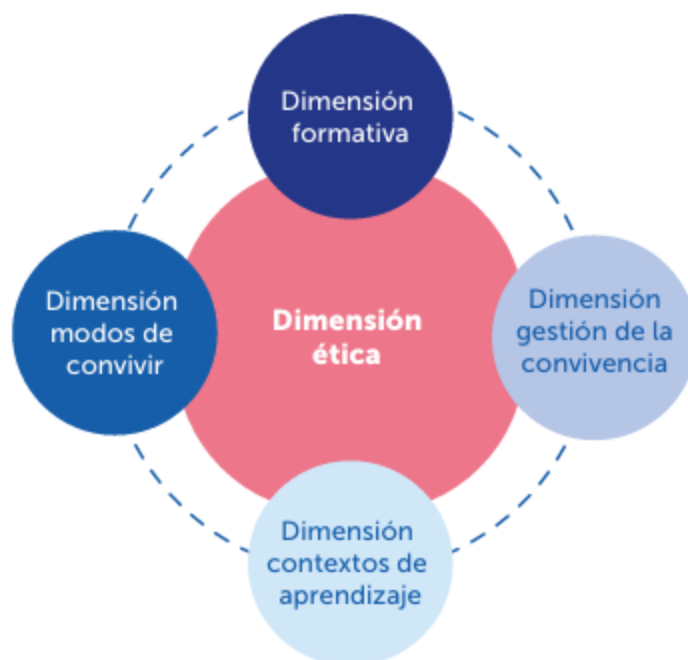 Dimensión
formativa
Dimensión
modos de
convivir
Dimensión
ética
Dimensión
gestión de la
convivencia
Dimensión
contextos de
aprendizaje